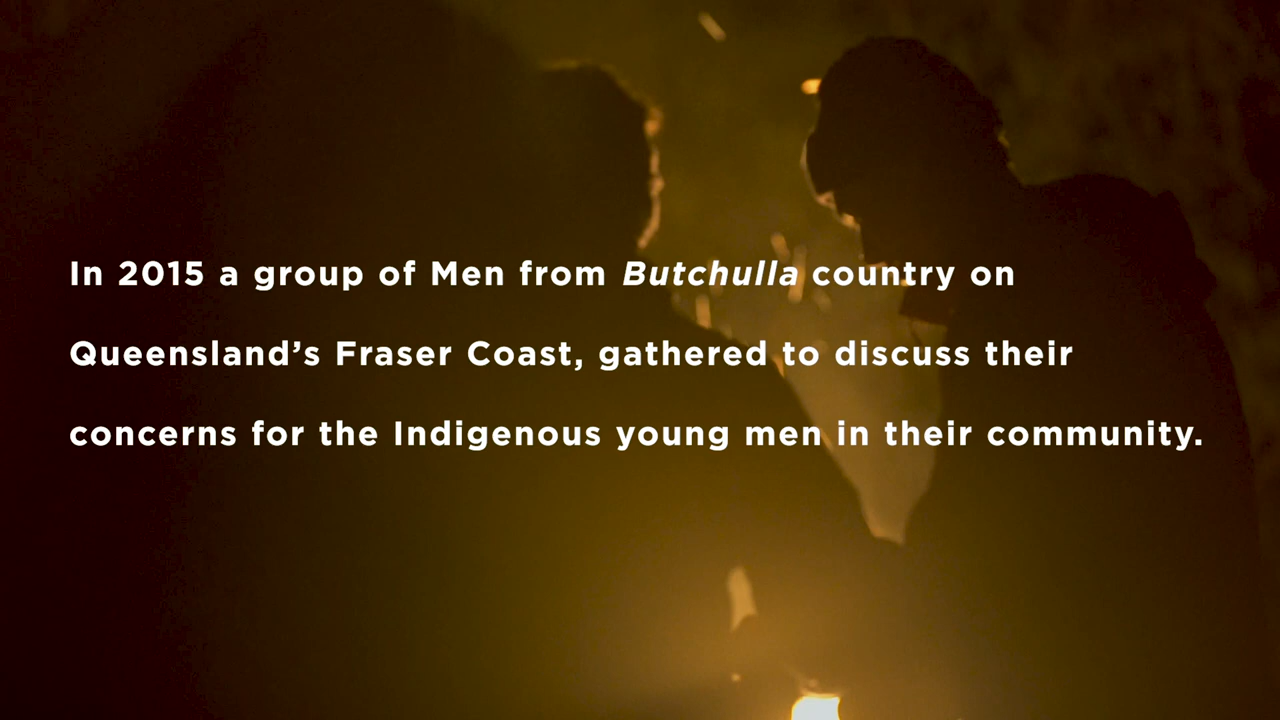 In 2015 a group of Men from Butchulla country on
Queensland’s Fraser Coast, gathered to discuss their
concerns for the Indigenous young men in their community.